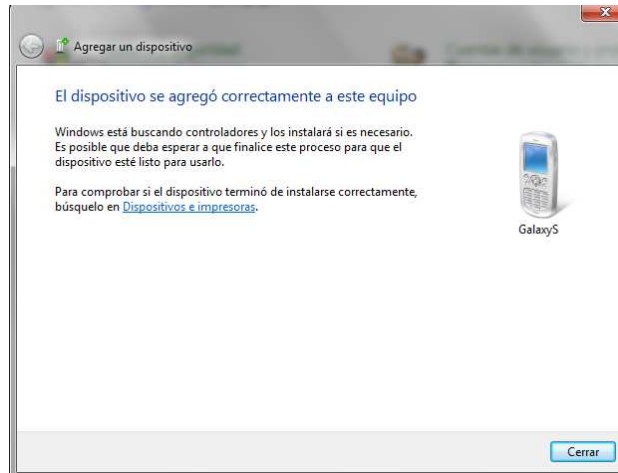 Agregar un dispositivo
El dispositivo se agregó correctamente a este equipo
Windows está buscando controladores y los instalará si es necesario.
Es posible que deba esperar a que finalice este proceso para que el
dispositivo esté listo para usarlo.
Para comprobar si el dispositivo terminó de instalarse correctamente,
búsquelo en Dispositivos e impresoras.
GalaxyS
Cerrar